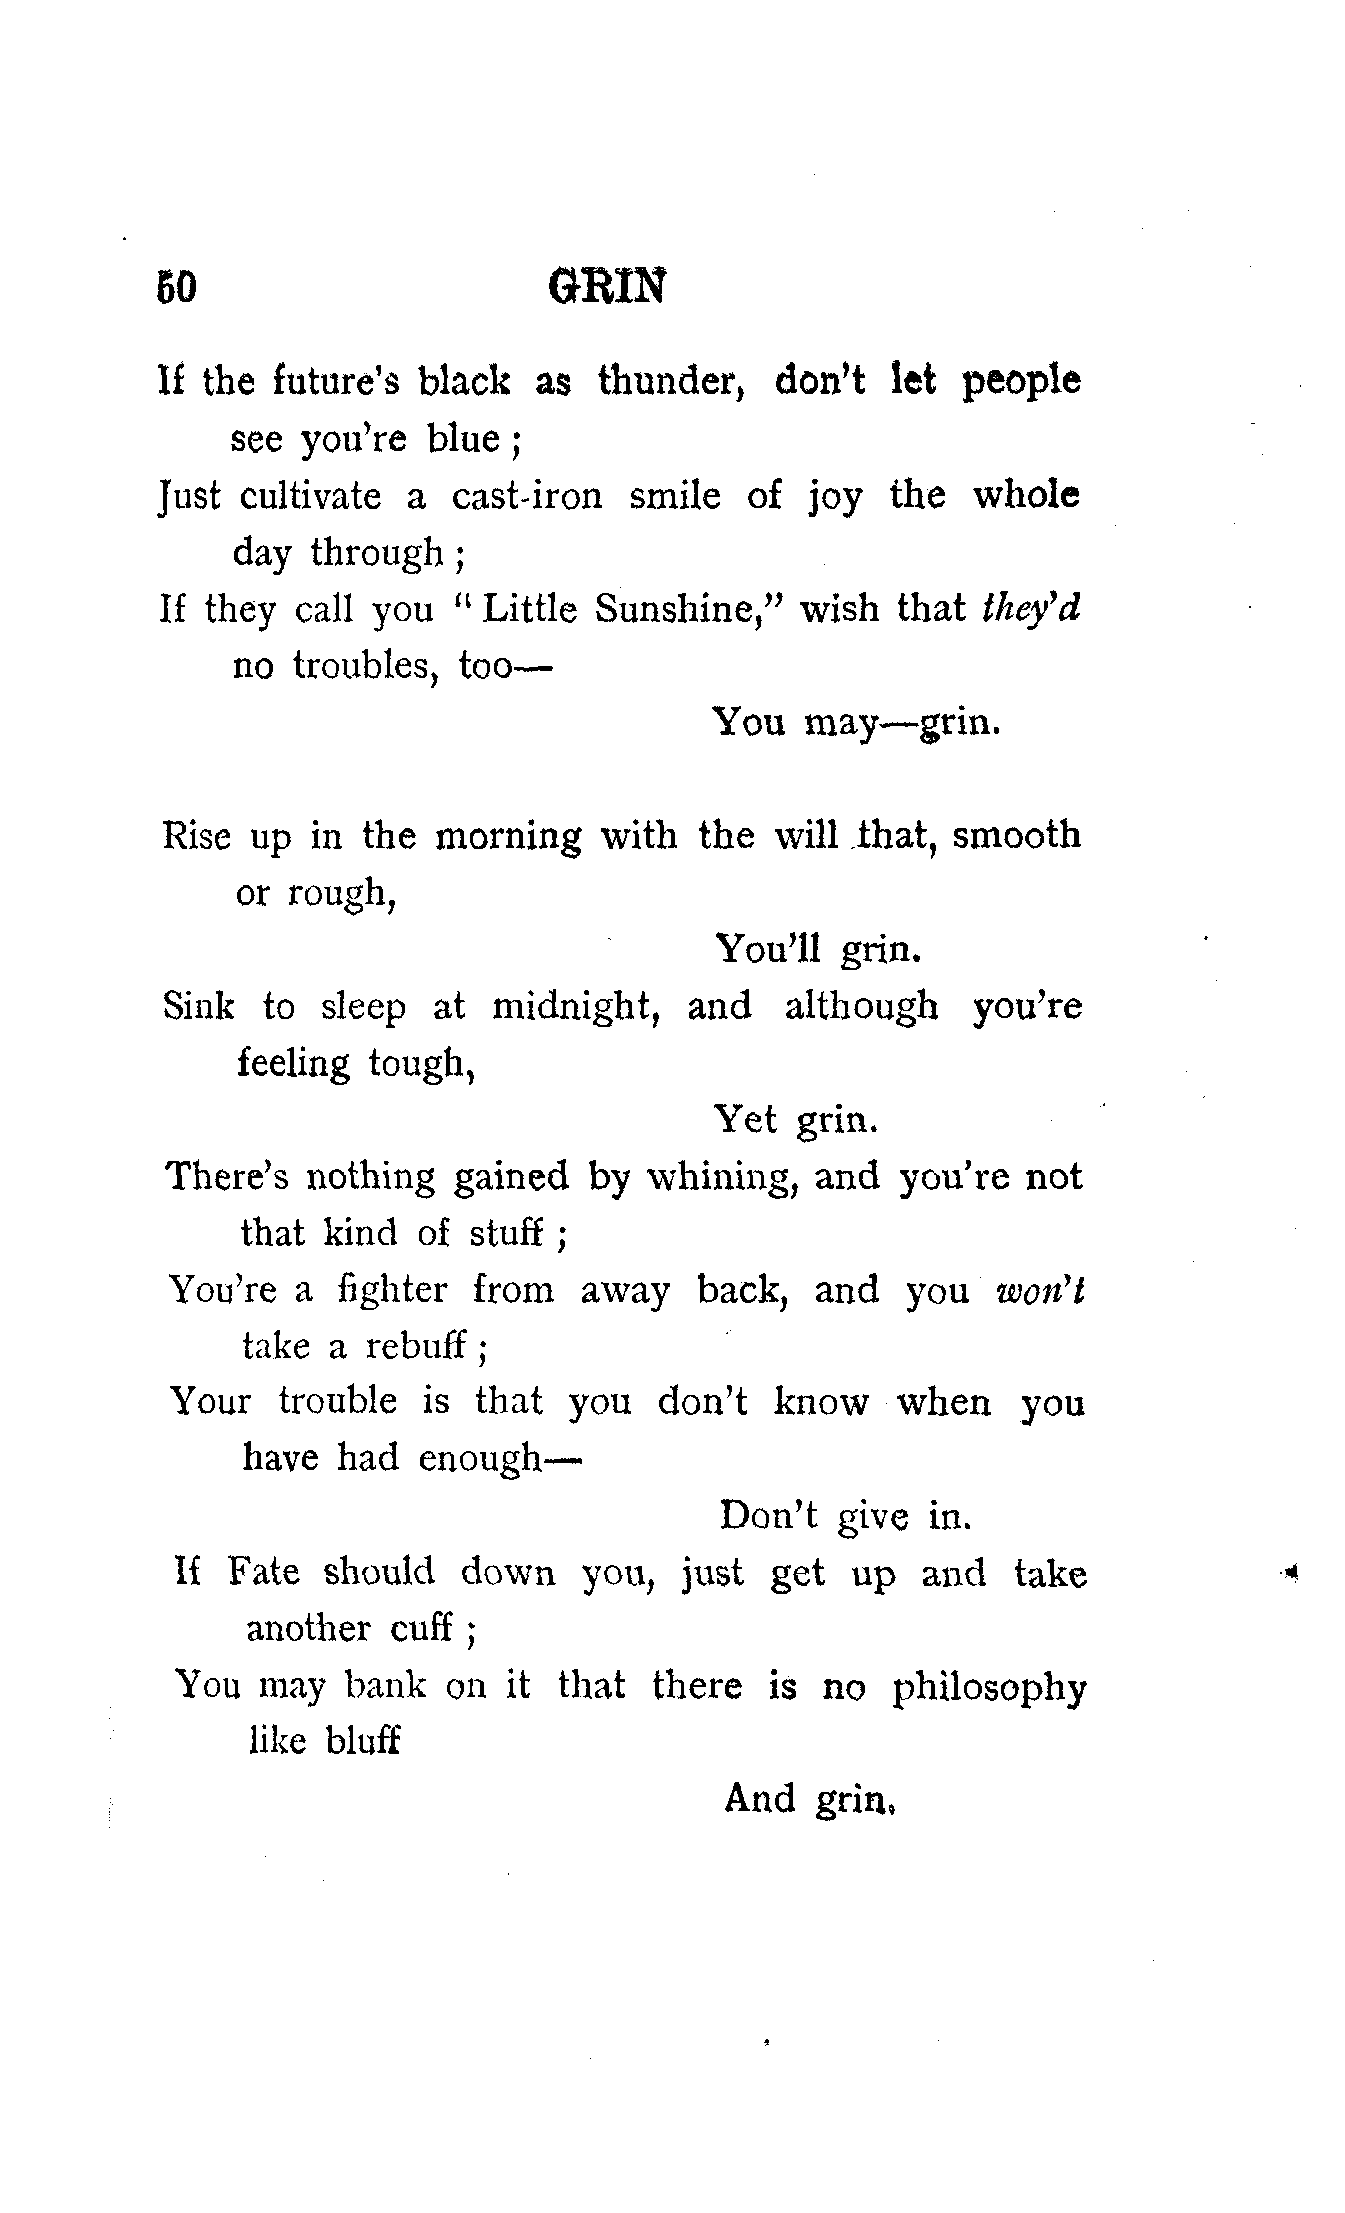 50 GRIN
If the future's black as thunder, don't let people
see you're blue ;
Just cultivate a cast-iron smile of joy the whole
day through ;
If they call you " Little Sunshine," wish that they'd
no troubles, too—
You may—grin.
Rise up in the morning with the will that, smooth
or rough,
You'll grin.
Sink to sleep at midnight, and although you're
feeling tough,
Yet grin.
There's nothing gained by whining, and you're not
that kind of stuff ;
You're a fighter from away back, and you won't
take a rebuff ;
Your trouble is that you don't know when you
have had enough—
Don't give in.
If Fate should down you, just get up and take
another cuff ;
You may bank on it that there is no philosophy
like bluff
And grin.